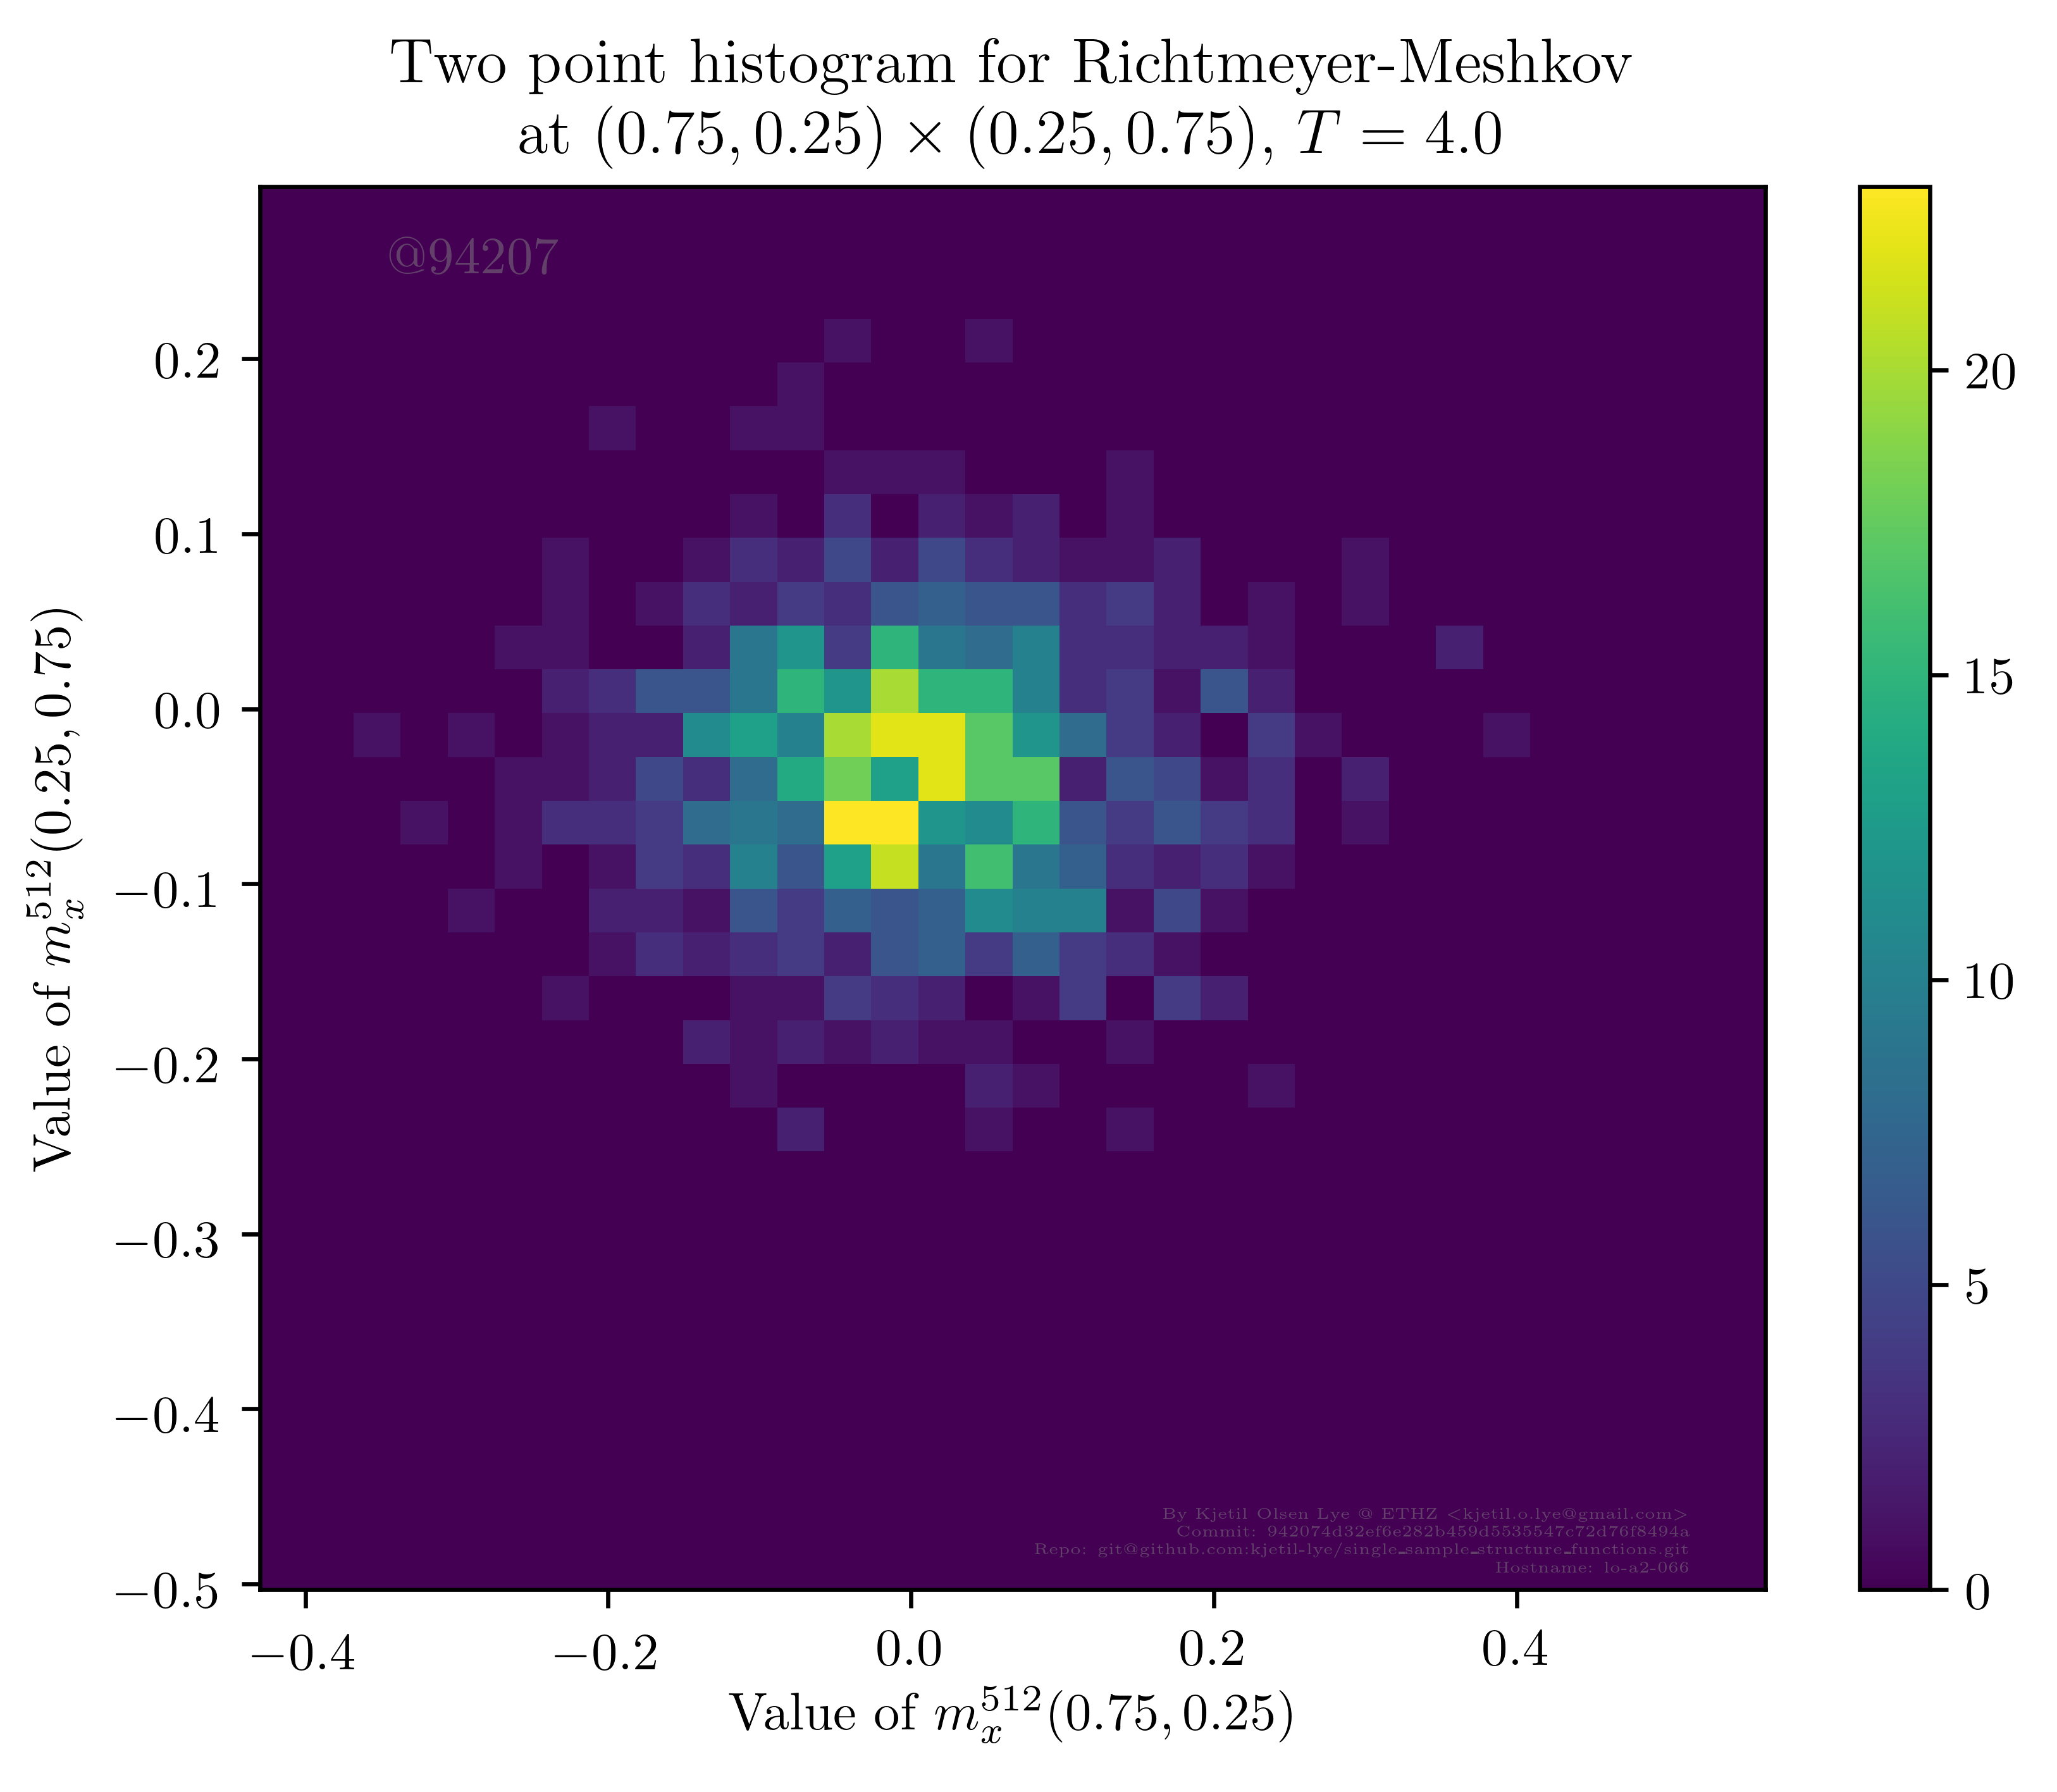 Two point histogram for Richtmeyer-Meshkov
at (0.75, 0.25) × (0.25, 0.75), T = 4.0
@94207
0.2
0.1
0.0
−0.1
−0.2
−0.3
−0.4
−0.5
Value of m_x^512(0.25, 0.75)
−0.4
−0.2
0.0
0.2
0.4
Value of m_x^512(0.75, 0.25)
20
15
10
5
0
By Kjetil Olsen Lye @ ETHZ <kjetil.o.lye@gmail.com>
Commit: 942074d32ef6e282b459d5535547c72d76f8494a
Repo: git@github.com:kjetil-lye/single_sample_structure_functions.git
Hostname: lo-a2-066